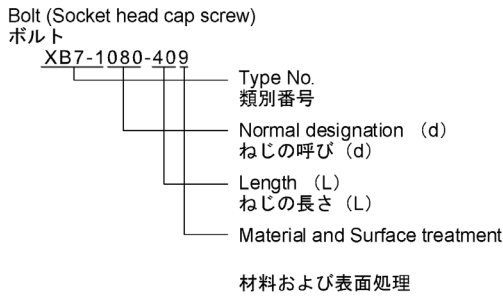 Bolt (Socket head cap screw)
ボルト
XB7-1080-409
Type No.
類別番号
Normal designation （d）
ねじの呼び（d）
Length （L）
ねじの長さ（L）
Material and Surface treatment
材料および表面処理